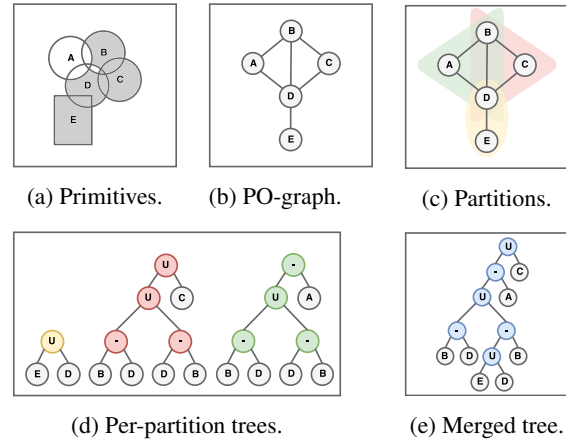 A B C D E
(a) Primitives.
B
A C
D
E
(b) PO-graph.
B
A C
D
E
(c) Partitions.
U -
U C U A
U - - - -
E D B D D B B D D B
(d) Per-partition trees.
U
- C
U A
- -
B D U B
E D
(e) Merged tree.